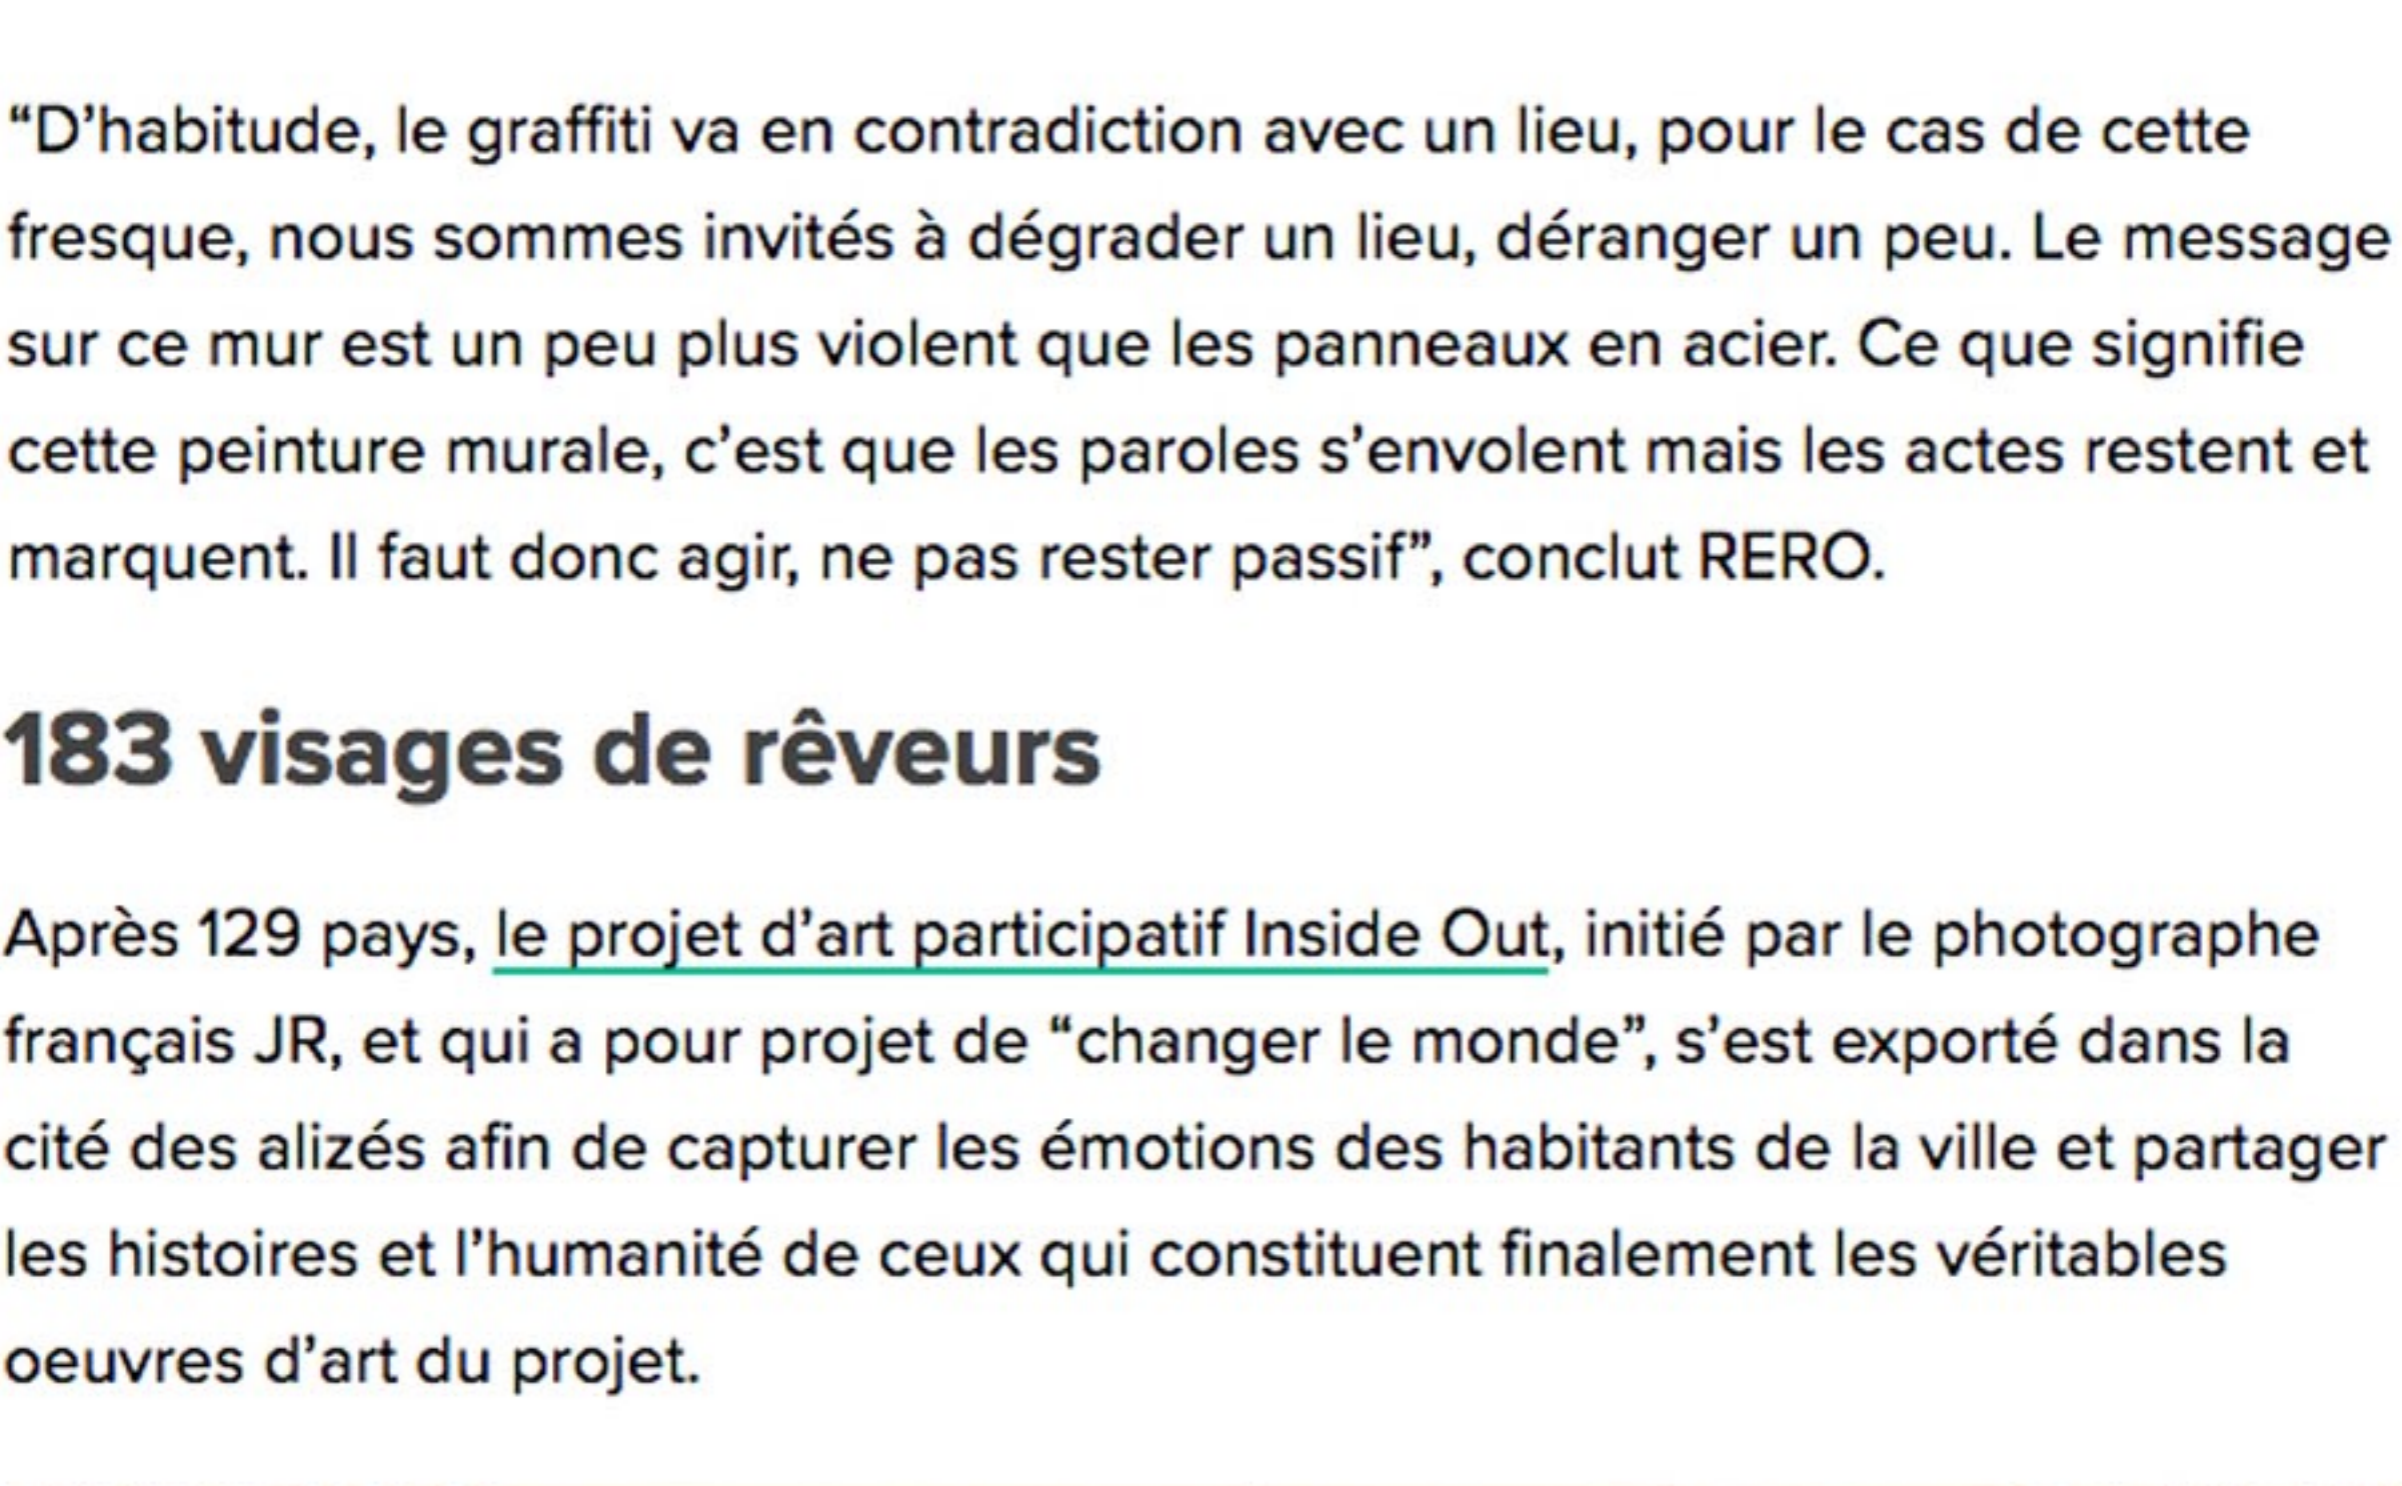 “D’habitude, le graffiti va en contradiction avec un lieu, pour le cas de cette
fresque, nous sommes invités à dégrader un lieu, déranger un peu. Le message
sur ce mur est un peu plus violent que les panneaux en acier. Ce que signifie
cette peinture murale, c’est que les paroles s’envolent mais les actes restent et
marquent. Il faut donc agir, ne pas rester passif”, conclut RERO.
183 visages de rêveurs
Après 129 pays, le projet d’art participatif Inside Out, initié par le photographe
français JR, et qui a pour projet de “changer le monde”, s’est exporté dans la
cité des alizés afin de capturer les émotions des habitants de la ville et partager
les histoires et l’humanité de ceux qui constituent finalement les véritables
oeuvres d’art du projet.